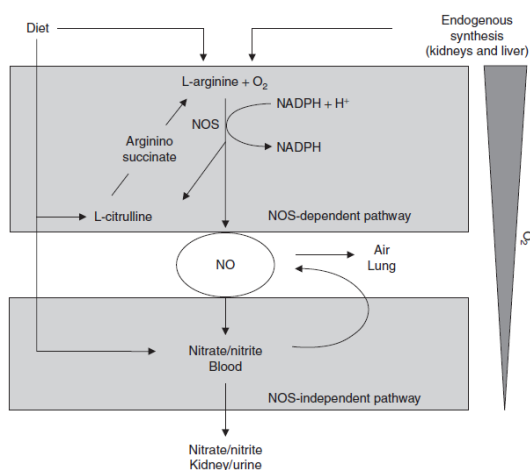 Diet
Endogenous
synthesis
(kidneys and liver)
L-arginine + O₂
NADPH + H⁺
NOS
NADPH
Arginino
succinate
L-citrulline
NOS-dependent pathway
O₂
NO
Air
Lung
Nitrate/nitrite
Blood
NOS-independent pathway
Nitrate/nitrite
Kidney/urine